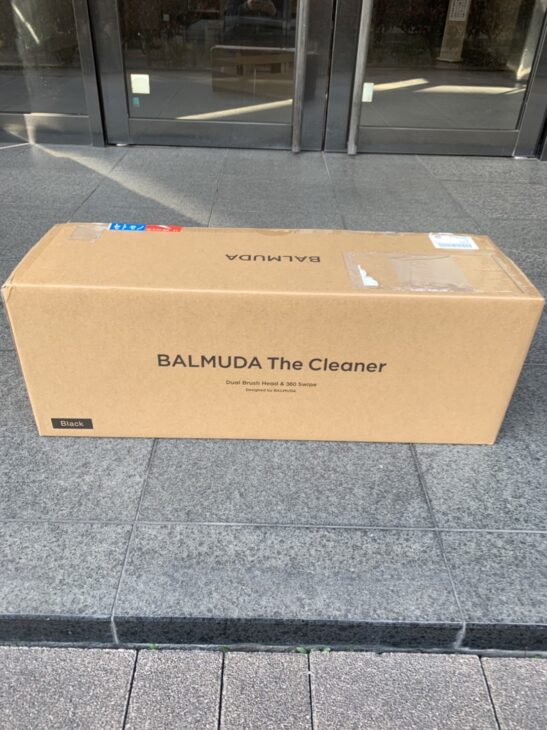 BALMUDA
BALMUDA The Cleaner
Dual Brush Head & 360 Swipe
Designed by BALMUDA
Black